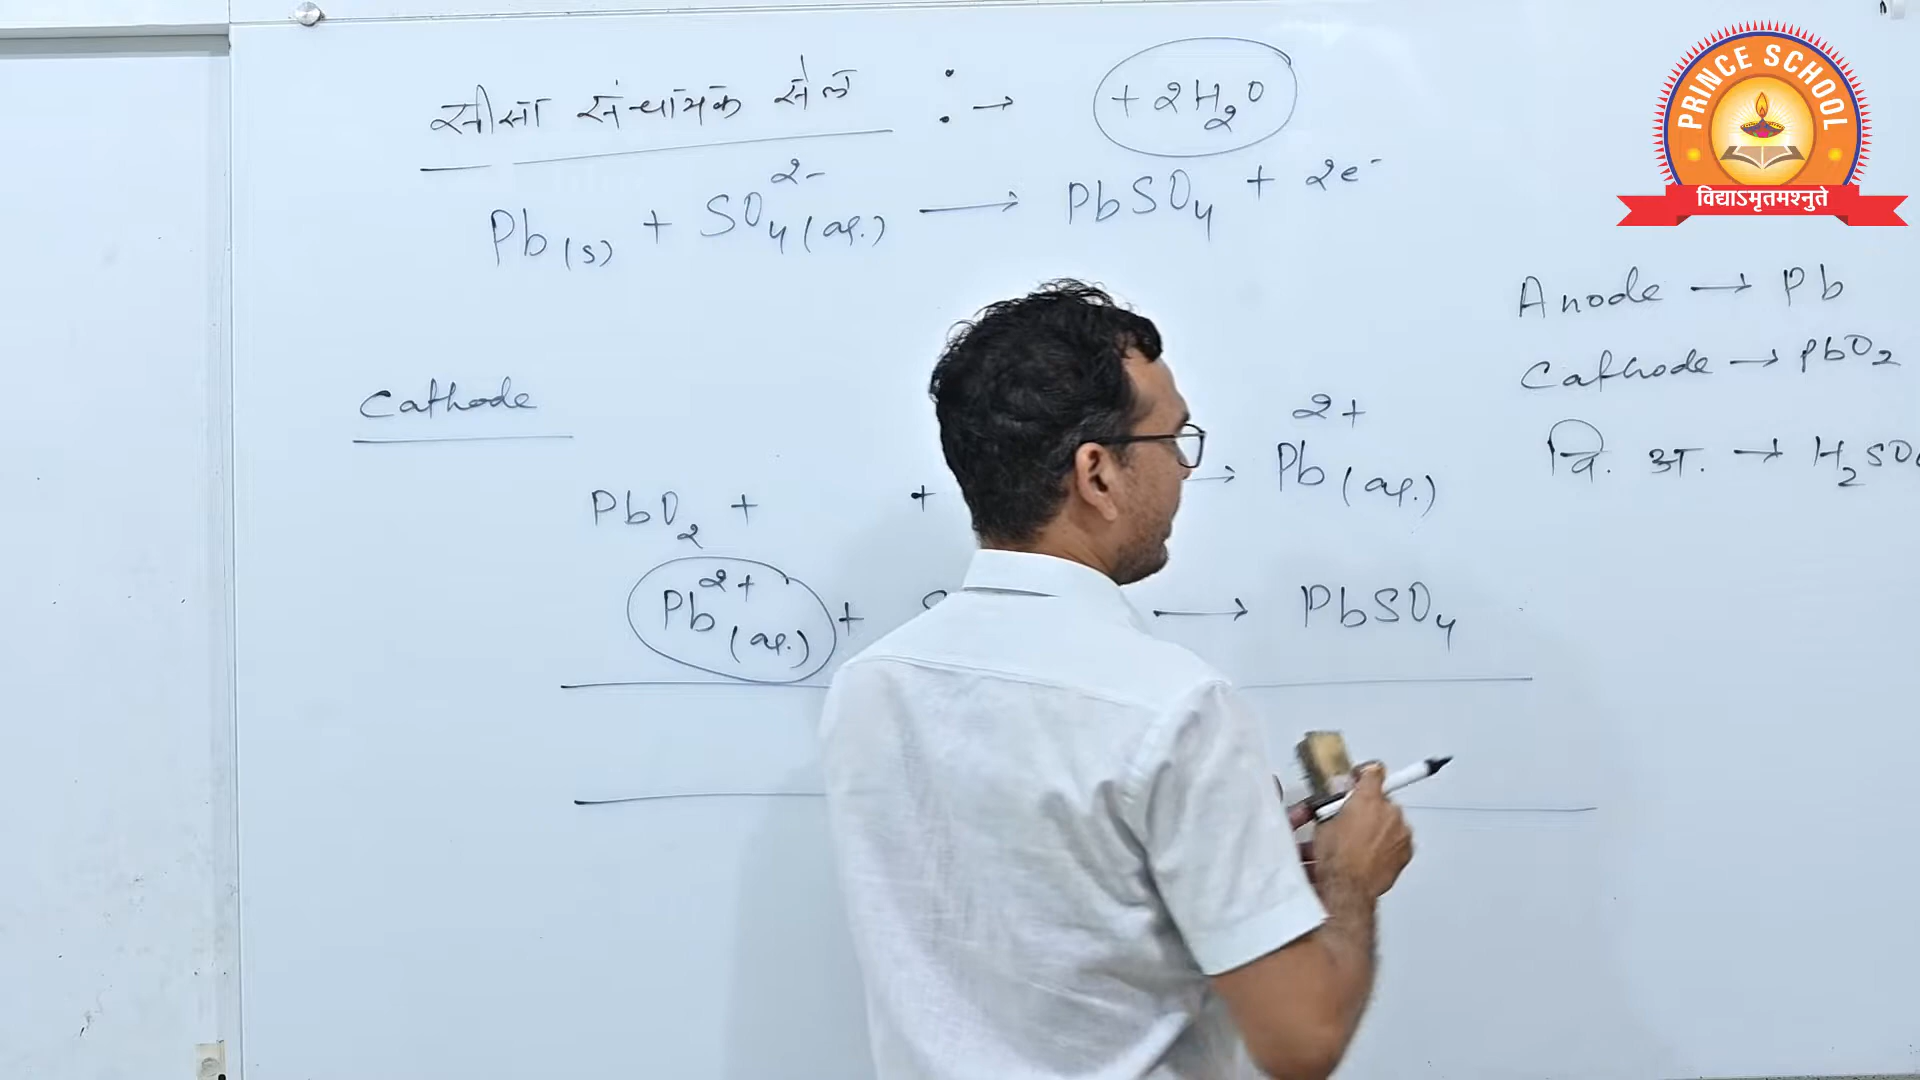 सीसा संचायक सेल :→ + 2H₂O
Pb(s) + SO₄²⁻(aq.) → PbSO₄ + 2e⁻
Anode → Pb
Cathode → PbO₂
वि. अ. → H₂SO
Cathode
PbO₂ + + → Pb²⁺(aq.)
Pb²⁺(aq.) + → PbSO₄
PRINCE SCHOOL
विद्याऽमृतमश्नुते